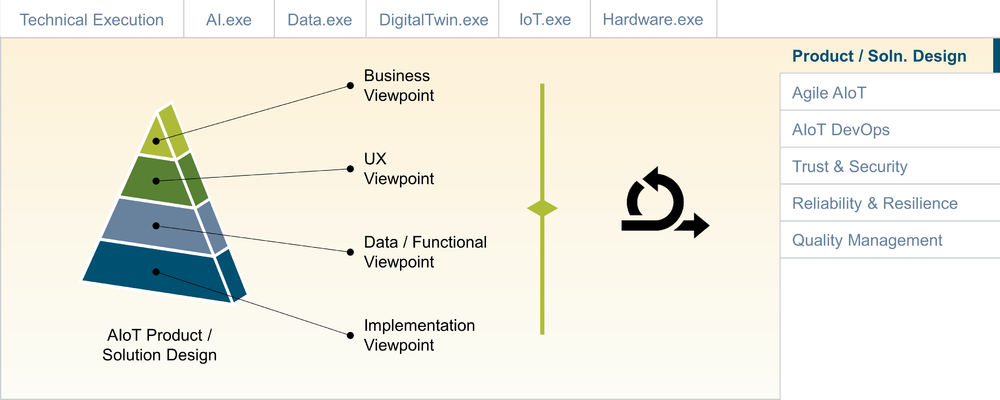 Technical Execution
AI.exe
Data.exe
DigitalTwin.exe
IoT.exe
Hardware.exe
Product / Soln. Design
Agile AIoT
AIoT DevOps
Trust & Security
Reliability & Resilience
Quality Management
Business
Viewpoint
UX
Viewpoint
Data / Functional
Viewpoint
Implementation
Viewpoint
AIoT Product /
Solution Design